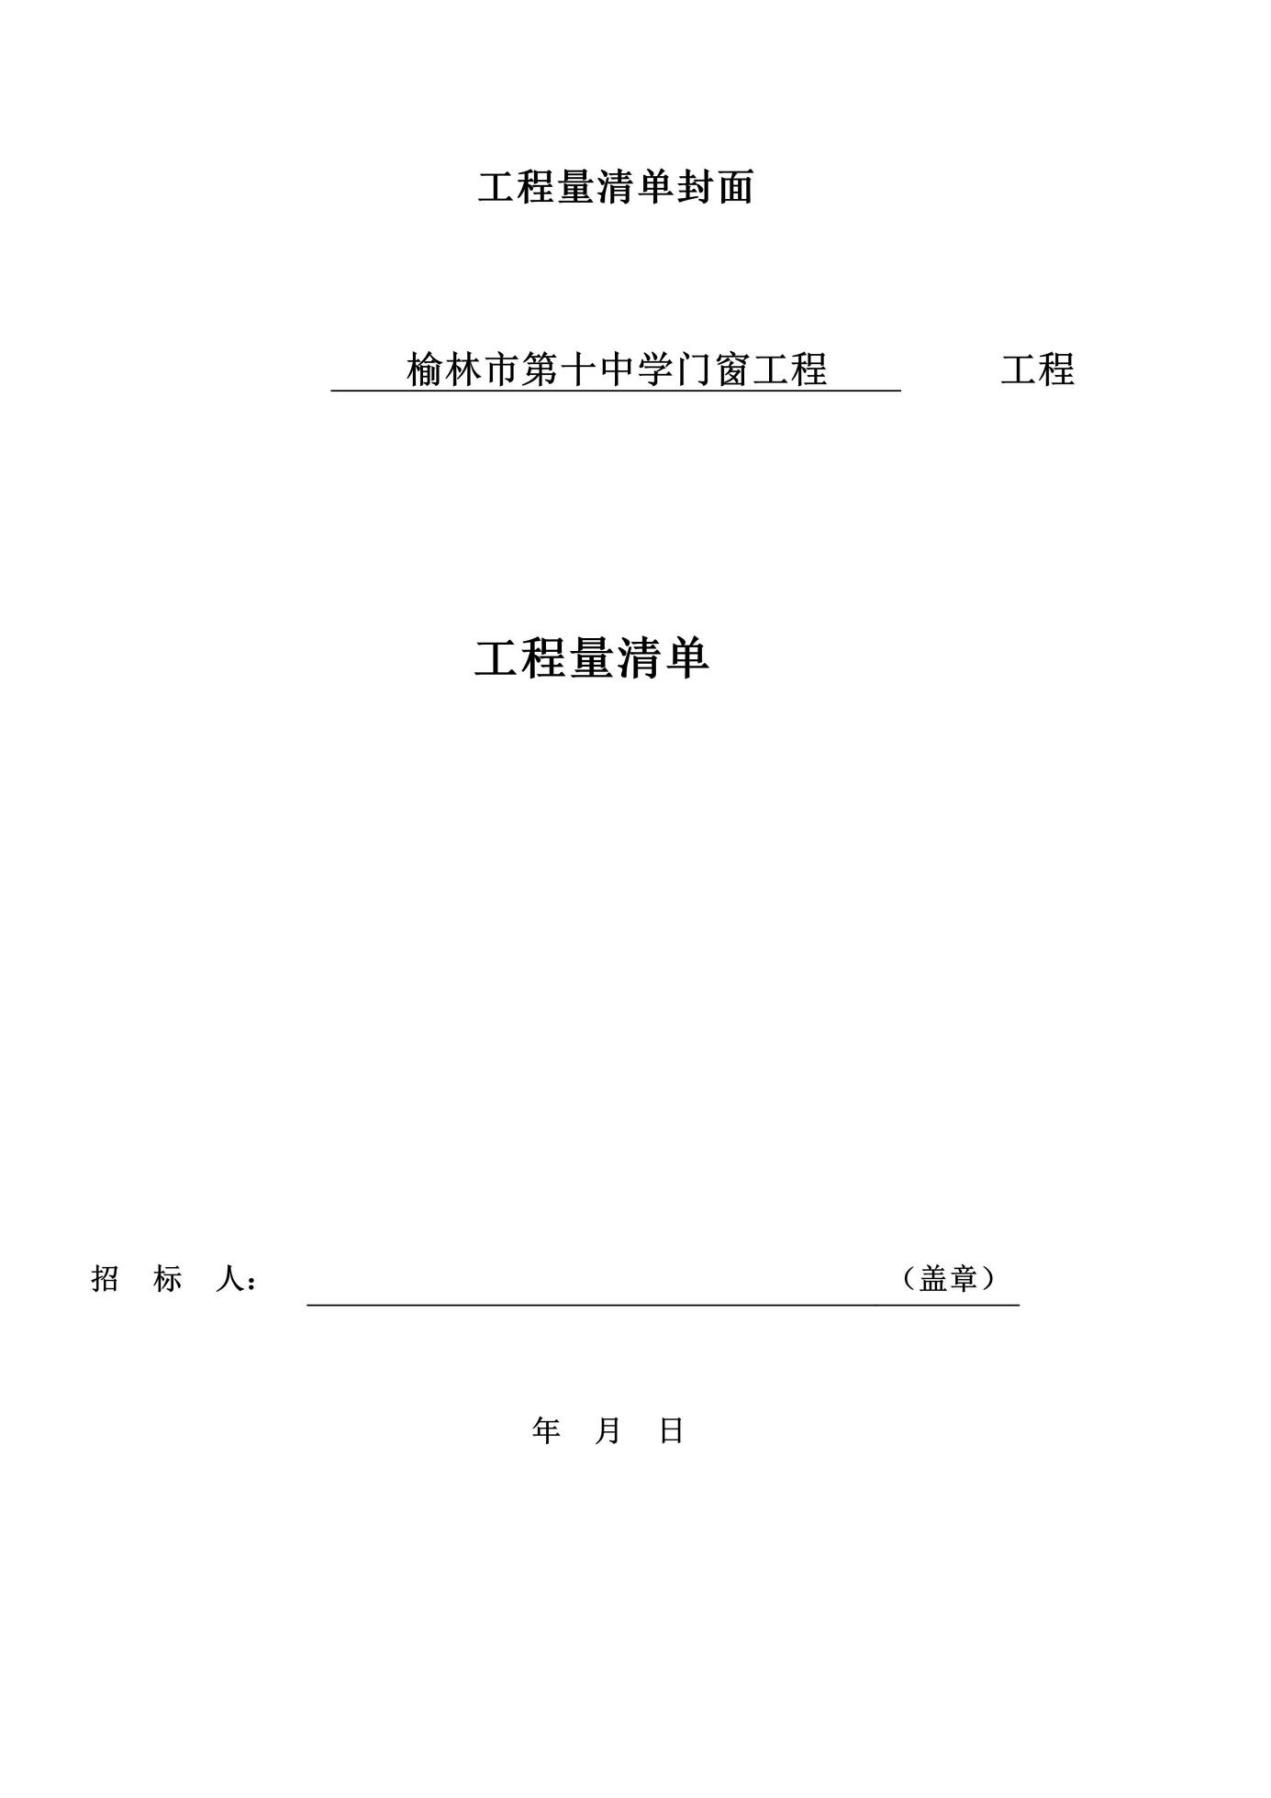 工程量清单封面
榆林市第十中学门窗工程 工程
工程量清单
招 标 人: (盖章)
年 月 日